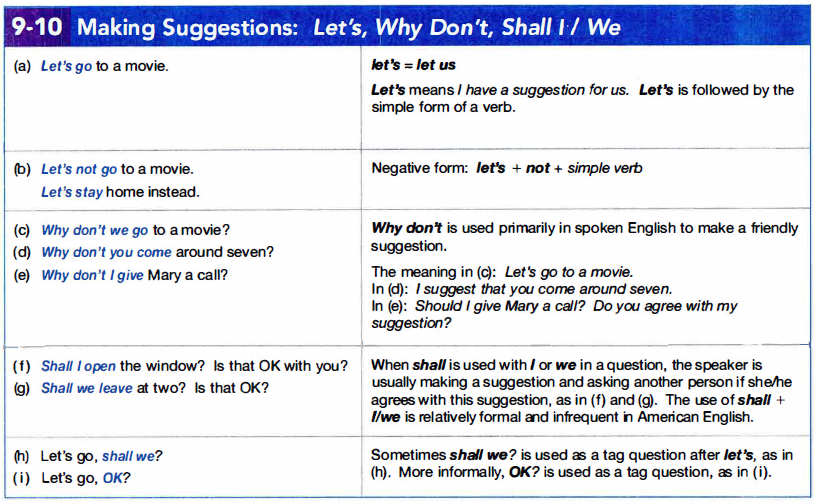 9-10 Making Suggestions: Let's, Why Don't, Shall I / We
(a) Let's go to a movie.
let's = let us
Let's means I have a suggestion for us. Let's is followed by the
simple form of a verb.
(b) Let's not go to a movie.
Let's stay home instead.
Negative form: let's + not + simple verb
(c) Why don't we go to a movie?
(d) Why don't you come around seven?
(e) Why don't I give Mary a call?
Why don't is used primarily in spoken English to make a friendly
suggestion.
The meaning in (c): Let's go to a movie.
In (d): I suggest that you come around seven.
In (e): Should I give Mary a call? Do you agree with my
suggestion?
(f) Shall I open the window? Is that OK with you?
(g) Shall we leave at two? Is that OK?
When shall is used with I or we in a question, the speaker is
usually making a suggestion and asking another person if she/he
agrees with this suggestion, as in (f) and (g). The use of shall +
I/we is relatively formal and infrequent in American English.
(h) Let's go, shall we?
(i) Let's go, OK?
Sometimes shall we? is used as a tag question after let's, as in
(h). More informally, OK? is used as a tag question, as in (i).